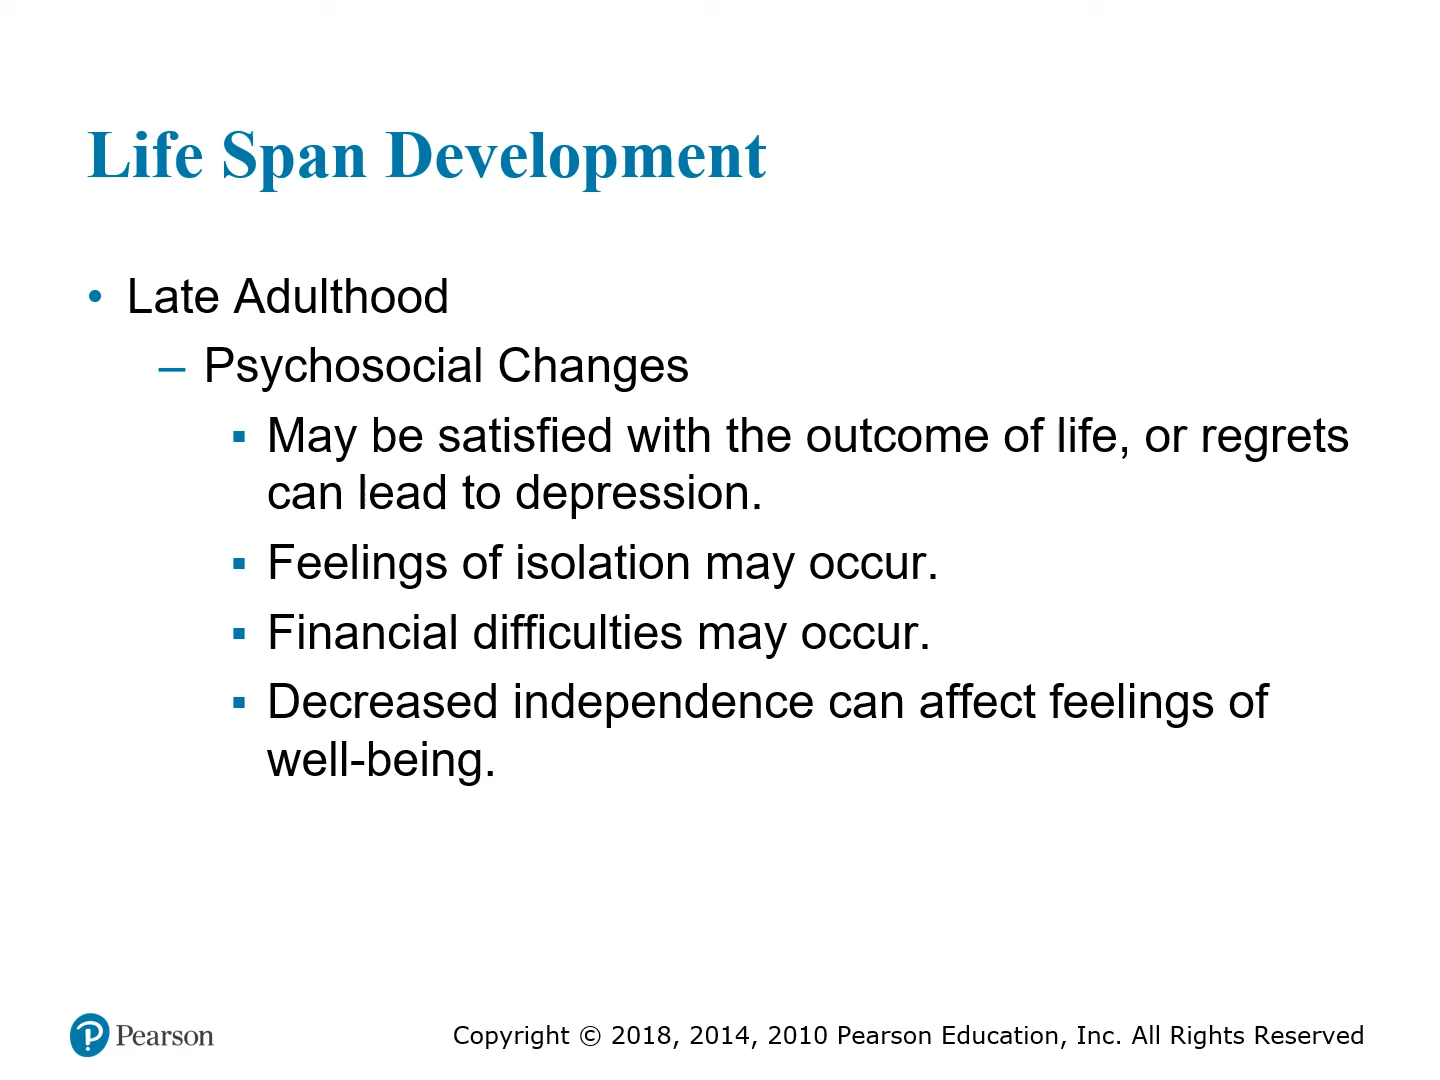 Life Span Development
• Late Adulthood
– Psychosocial Changes
▪ May be satisfied with the outcome of life, or regrets
can lead to depression.
▪ Feelings of isolation may occur.
▪ Financial difficulties may occur.
▪ Decreased independence can affect feelings of
well-being.
Pearson
Copyright © 2018, 2014, 2010 Pearson Education, Inc. All Rights Reserved